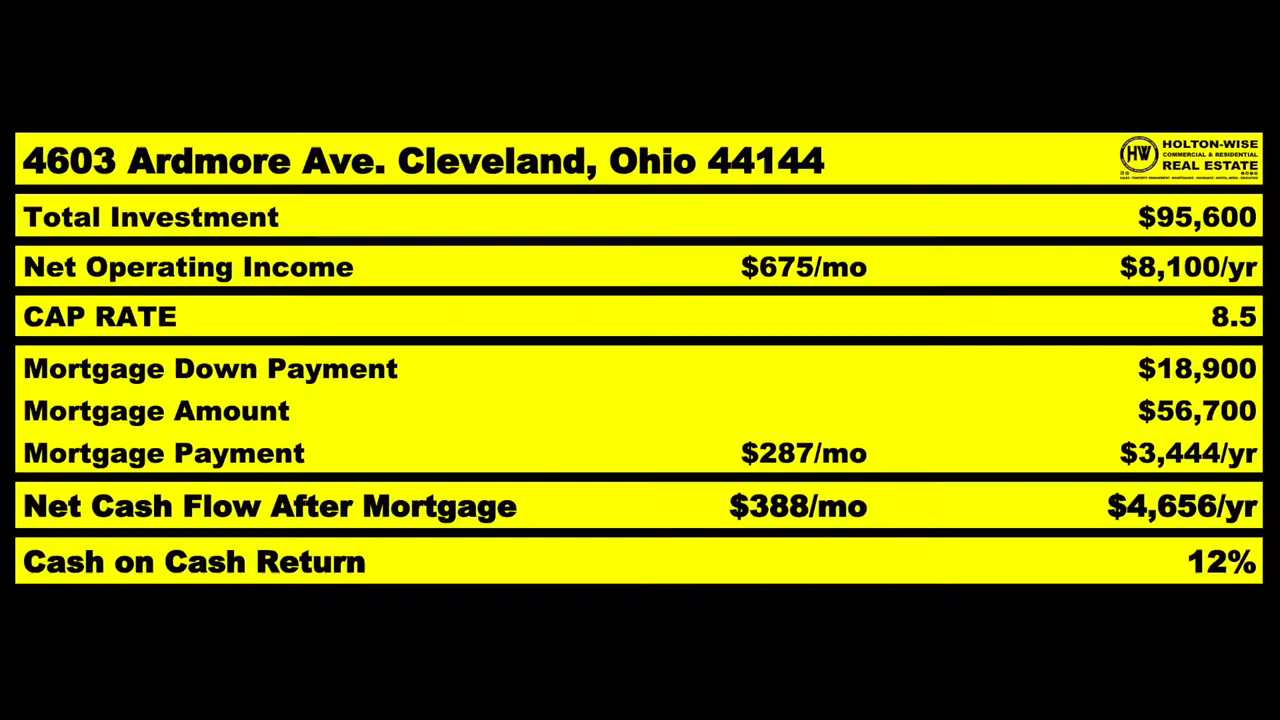 4603 Ardmore Ave. Cleveland, Ohio 44144
HW
HOLTON-WISE
COMMERCIAL & RESIDENTIAL
REAL ESTATE
Total Investment $95,600
Net Operating Income $675/mo $8,100/yr
CAP RATE 8.5
Mortgage Down Payment $18,900
Mortgage Amount $56,700
Mortgage Payment $287/mo $3,444/yr
Net Cash Flow After Mortgage $388/mo $4,656/yr
Cash on Cash Return 12%